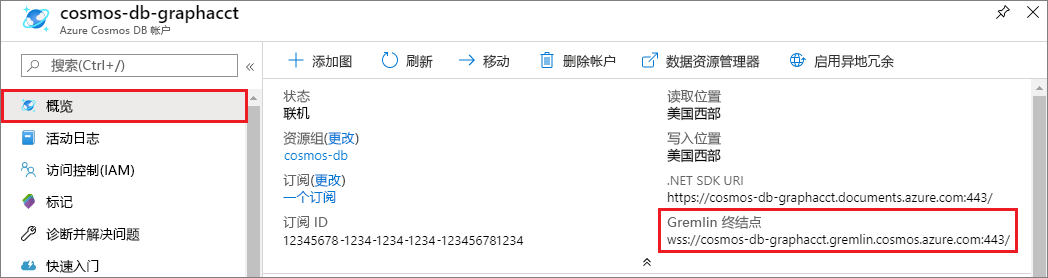 cosmos-db-graphacct
Azure Cosmos DB 帐户
搜索(Ctrl+/)
概览
活动日志
访问控制(IAM)
标记
诊断并解决问题
快速入门
添加图 刷新 移动 删除帐户 数据资源管理器 启用异地冗余
状态
联机
资源组(更改)
cosmos-db
订阅(更改)
一个订阅
订阅 ID
12345678-1234-1234-1234-123456781234
读取位置
美国西部
写入位置
美国西部
.NET SDK URI
https://cosmos-db-graphacct.documents.azure.com:443/
Gremlin 终结点
wss://cosmos-db-graphacct.gremlin.cosmos.azure.com:443/